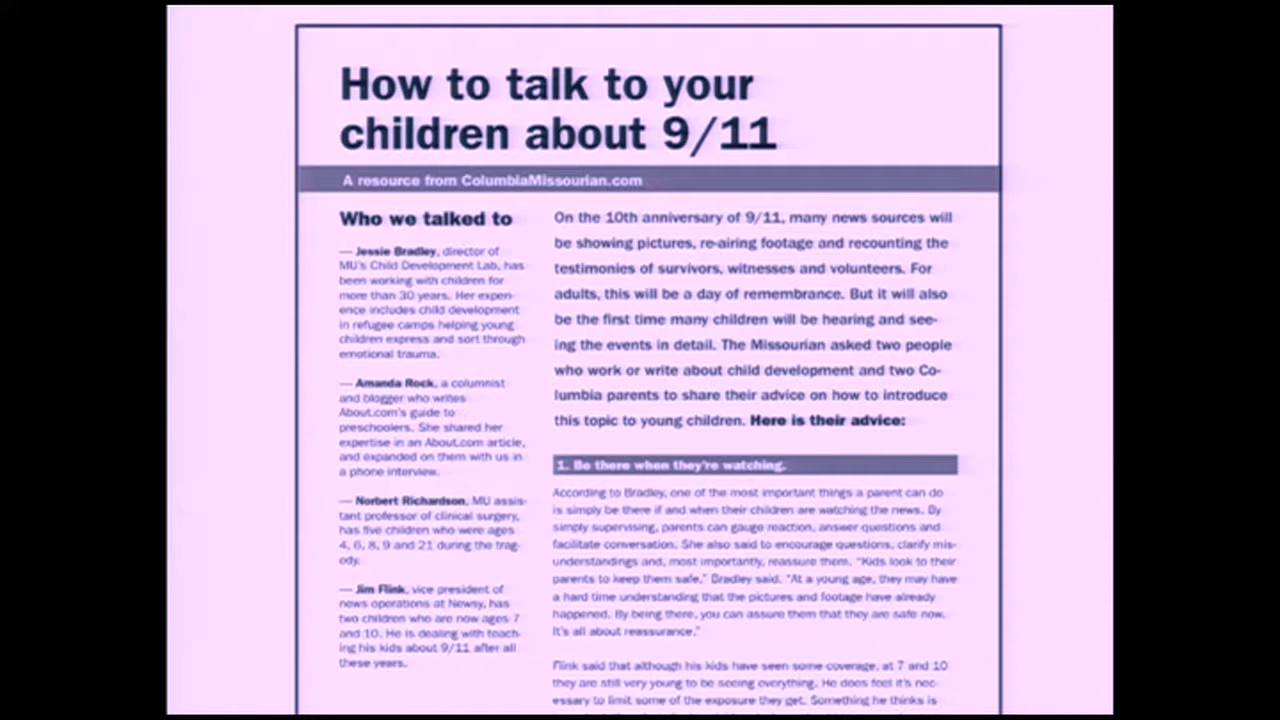 How to talk to your
children about 9/11
A resource from ColumbiaMissourian.com
Who we talked to
— Jessie Bradley, director of
MU's Child Development Lab, has
been working with children for
more than 30 years. Her experi-
ence includes child development
in refugee camps helping young
children express and sort through
emotional trauma.
— Amanda Rock, a columnist
and blogger who writes
About.com's guide to
preschoolers. She shared her
expertise in an About.com article,
and expanded on them with us in
a phone interview.
— Norbert Richardson, MU assis-
tant professor of clinical surgery,
has five children who were ages
4, 6, 8, 9 and 21 during the trag-
edy.
— Jim Flink, vice president of
news operations at Newsy, has
two children who are now ages 7
and 10. He is dealing with teach-
ing his kids about 9/11 after all
these years.
On the 10th anniversary of 9/11, many news sources will
be showing pictures, re-airing footage and recounting the
testimonies of survivors, witnesses and volunteers. For
adults, this will be a day of remembrance. But it will also
be the first time many children will be hearing and see-
ing the events in detail. The Missourian asked two people
who work or write about child development and two Co-
lumbia parents to share their advice on how to introduce
this topic to young children. Here is their advice:
1. Be there when they're watching.
According to Bradley, one of the most important things a parent can do
is simply be there if and when their children are watching the news. By
simply supervising, parents can gauge reaction, answer questions and
facilitate conversation. She also said to encourage questions, clarify mis-
understandings and, most importantly, reassure them. "Kids look to their
parents to keep them safe," Bradley said. "At a young age, they may have
a hard time understanding that the pictures and footage have already
happened. By being there, you can assure them that they are safe now.
It's all about reassurance."
Flink said that although his kids have seen some coverage, at 7 and 10
they are still very young to be seeing everything. He does feel it's nec-
essary to limit some of the exposure they get. Something he thinks is